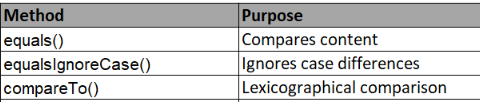 Method Purpose
equals() Compares content
equalsIgnoreCase() Ignores case differences
compareTo() Lexicographical comparison